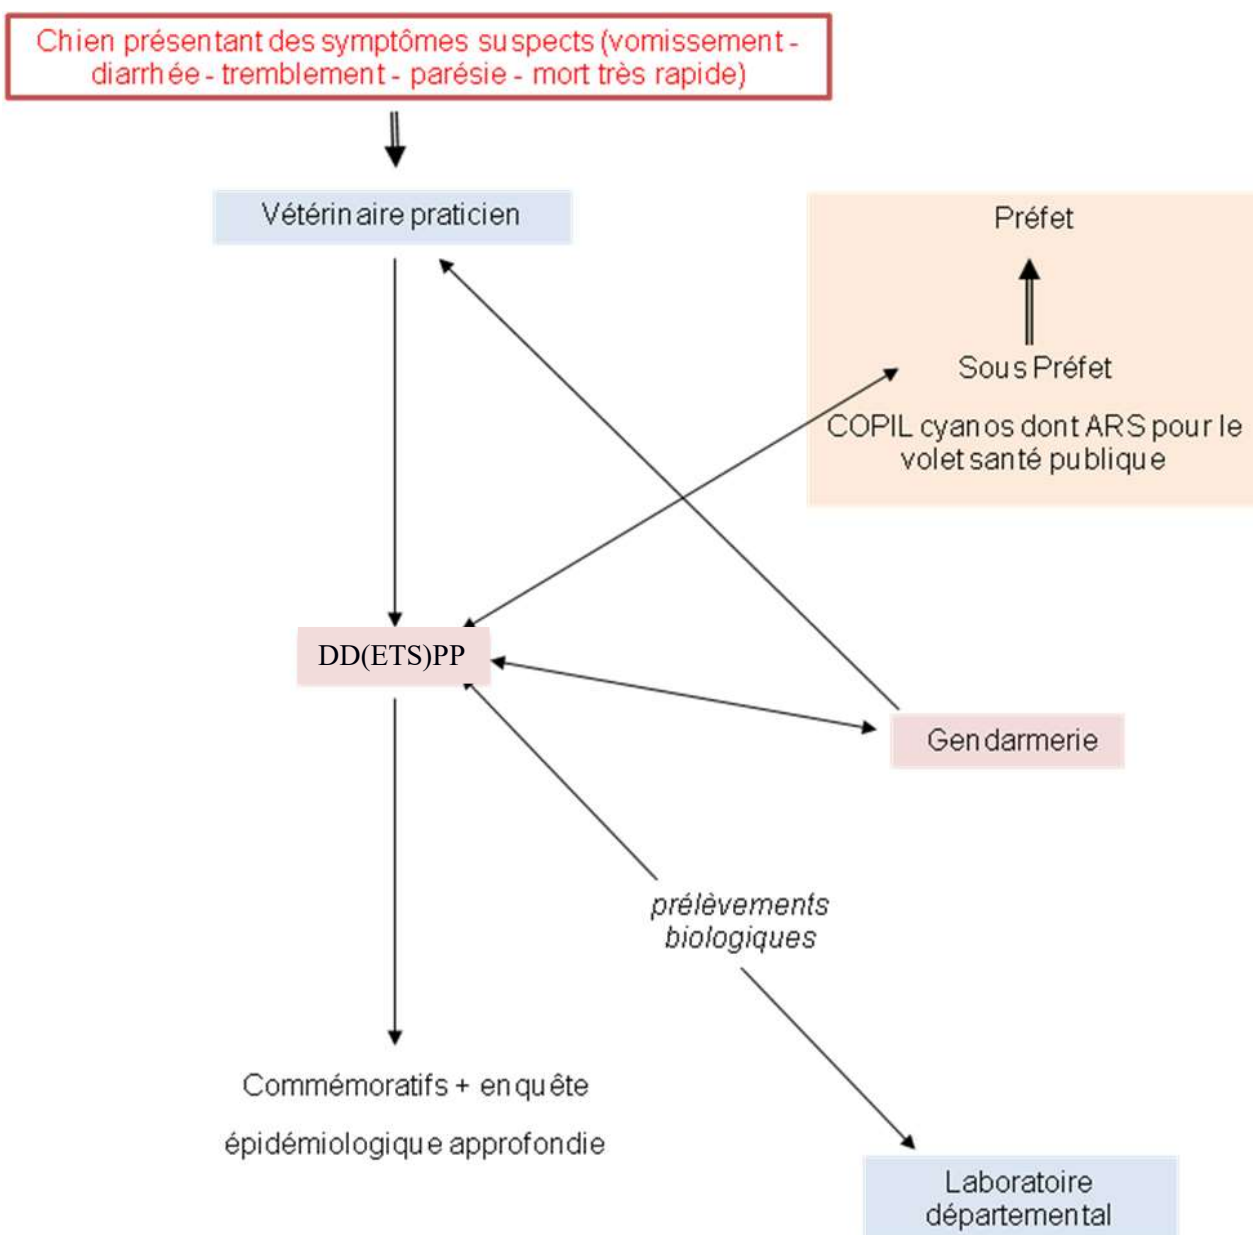 Chien présentant des symptômes suspects (vomissement -
diarrhée - tremblement - parésie - mort très rapide)
Vétérinaire praticien
Préfet
Sous Préfet
COPIL cyanos dont ARS pour le
volet santé publique
DD(ETS)PP
Gendarmerie
prélèvements
biologiques
Commémoratifs + enquête
épidémiologique approfondie
Laboratoire
départemental